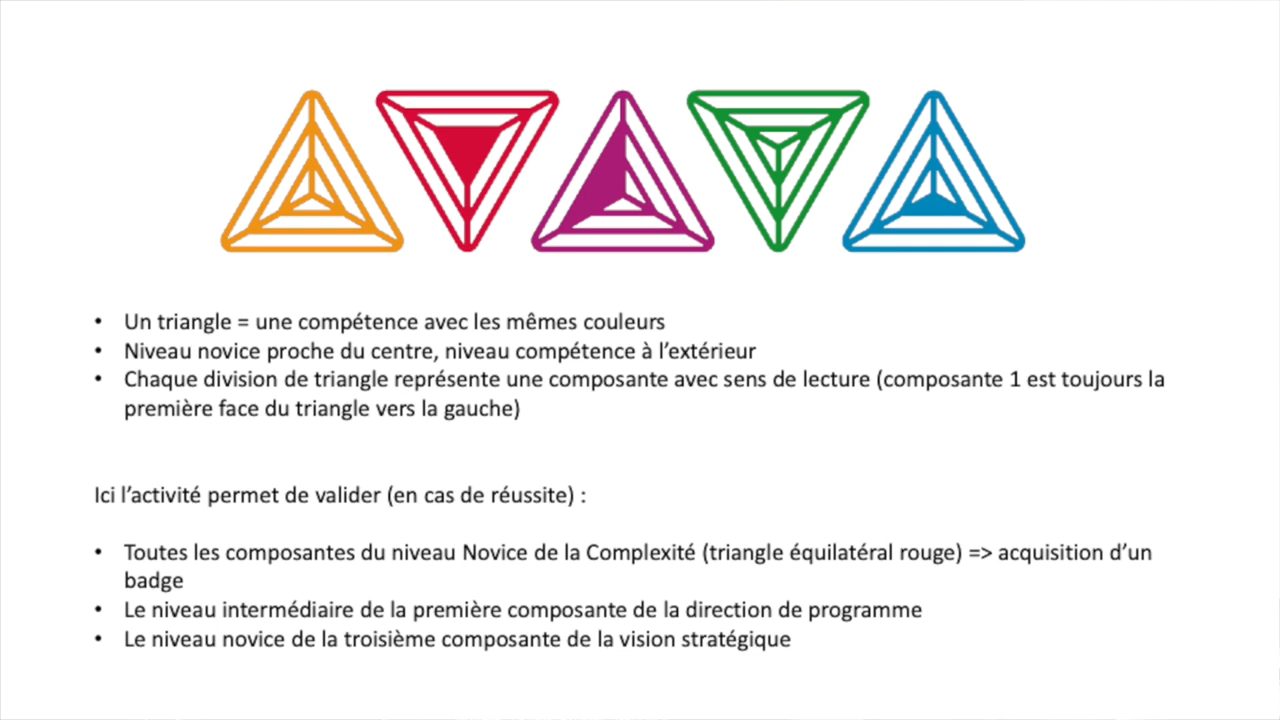 • Un triangle = une compétence avec les mêmes couleurs
• Niveau novice proche du centre, niveau compétence à l’extérieur
• Chaque division de triangle représente une composante avec sens de lecture (composante 1 est toujours la
première face du triangle vers la gauche)
Ici l’activité permet de valider (en cas de réussite) :
• Toutes les composantes du niveau Novice de la Complexité (triangle équilatéral rouge) => acquisition d’un
badge
• Le niveau intermédiaire de la première composante de la direction de programme
• Le niveau novice de la troisième composante de la vision stratégique